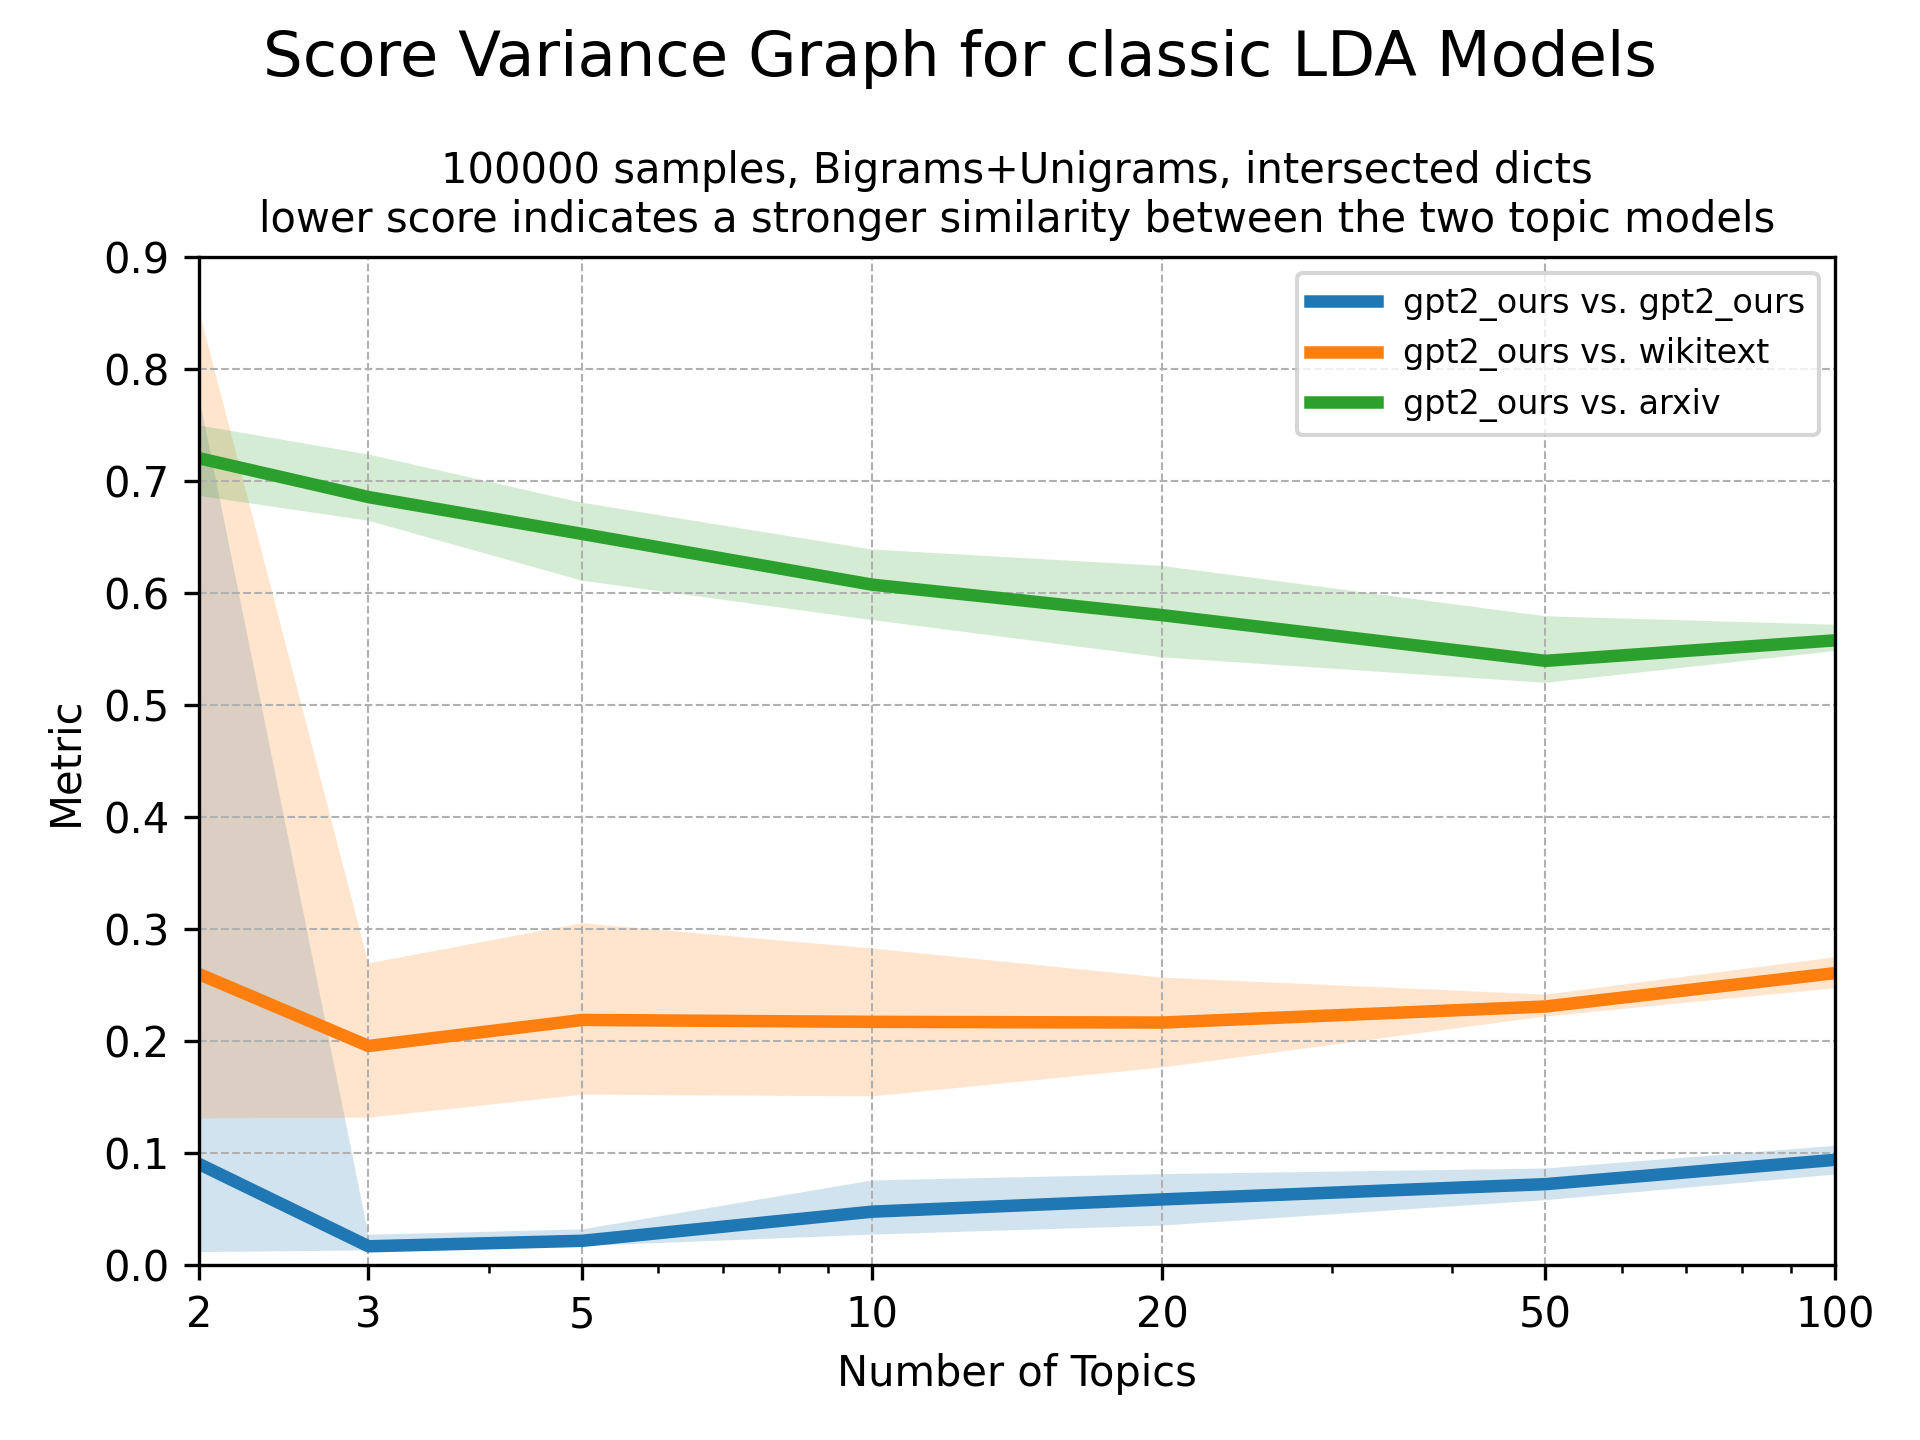 Score Variance Graph for classic LDA Models
100000 samples, Bigrams+Unigrams, intersected dicts
lower score indicates a stronger similarity between the two topic models
0.9
0.8
0.7
0.6
0.5
0.4
0.3
0.2
0.1
0.0
Metric
gpt2_ours vs. gpt2_ours
gpt2_ours vs. wikitext
gpt2_ours vs. arxiv
2 3 5 10 20 50 100
Number of Topics